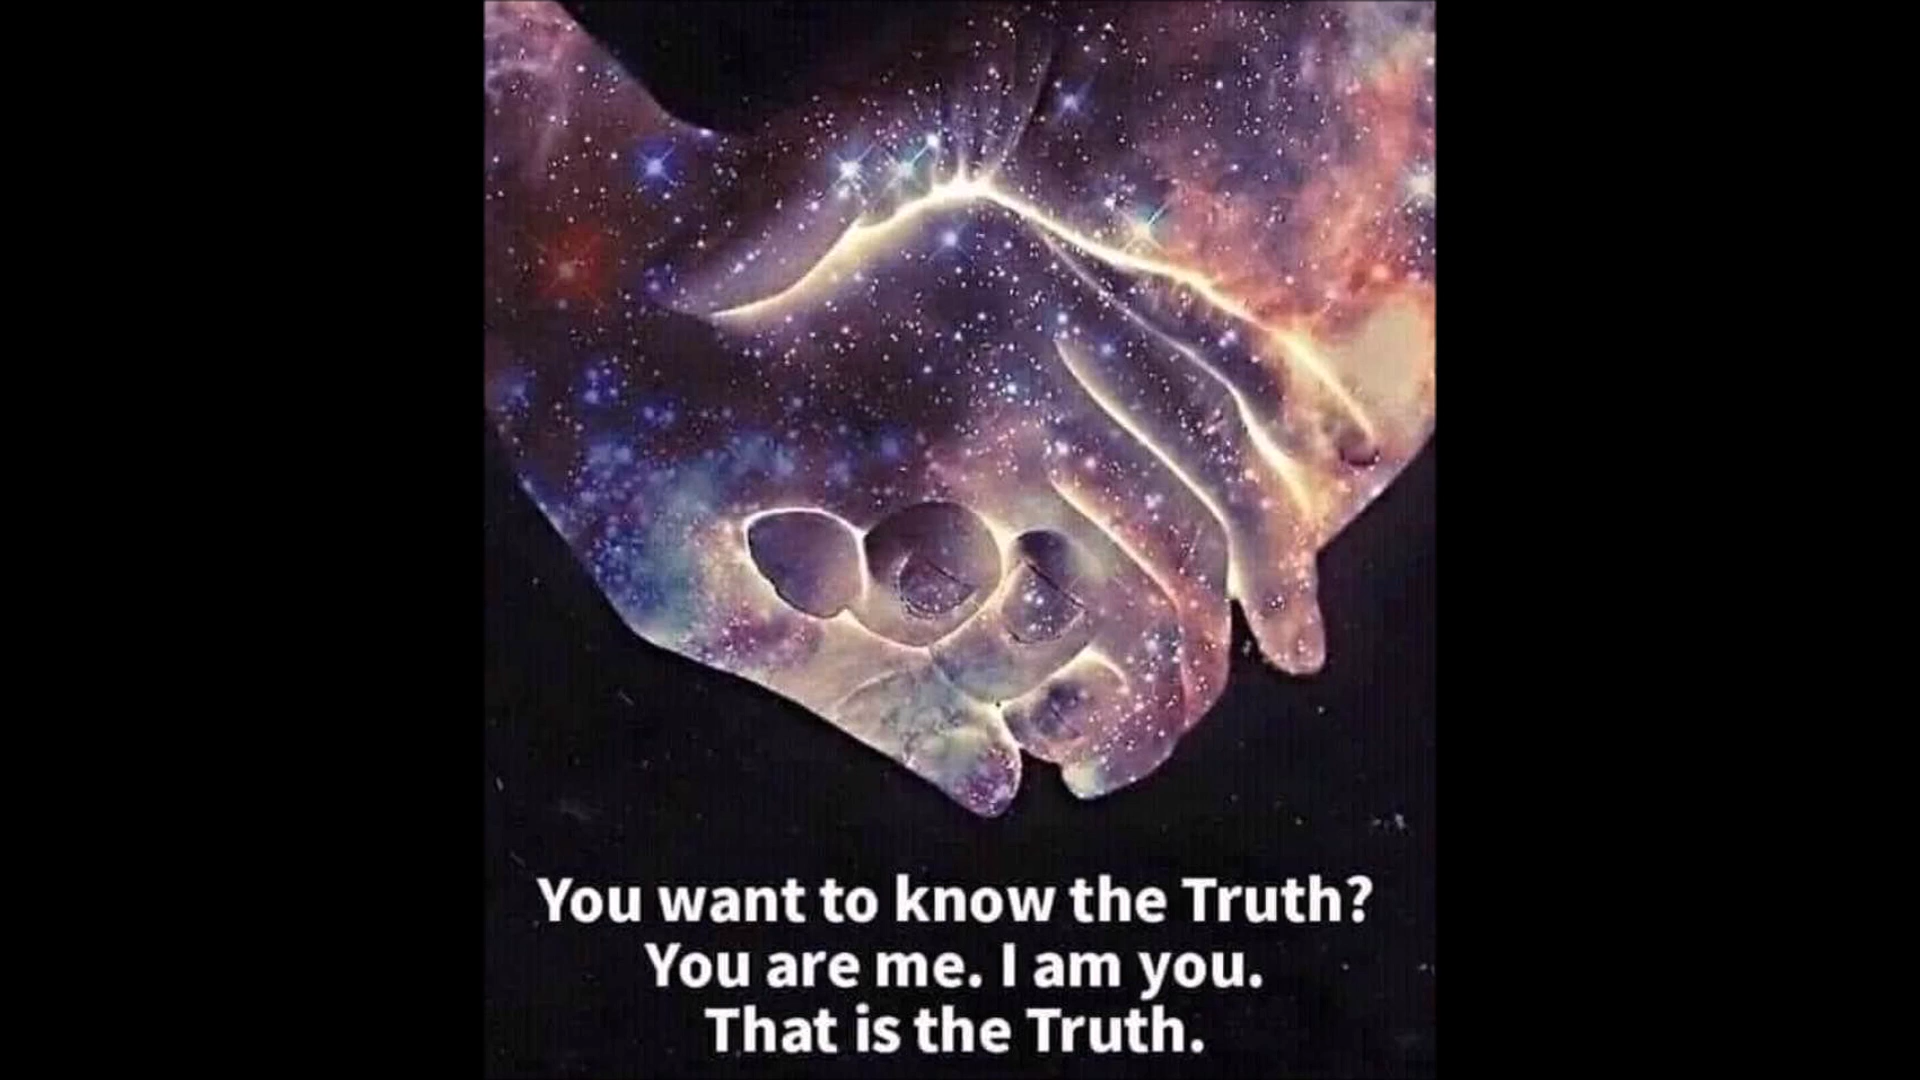 You want to know the Truth?
You are me. I am you.
That is the Truth.